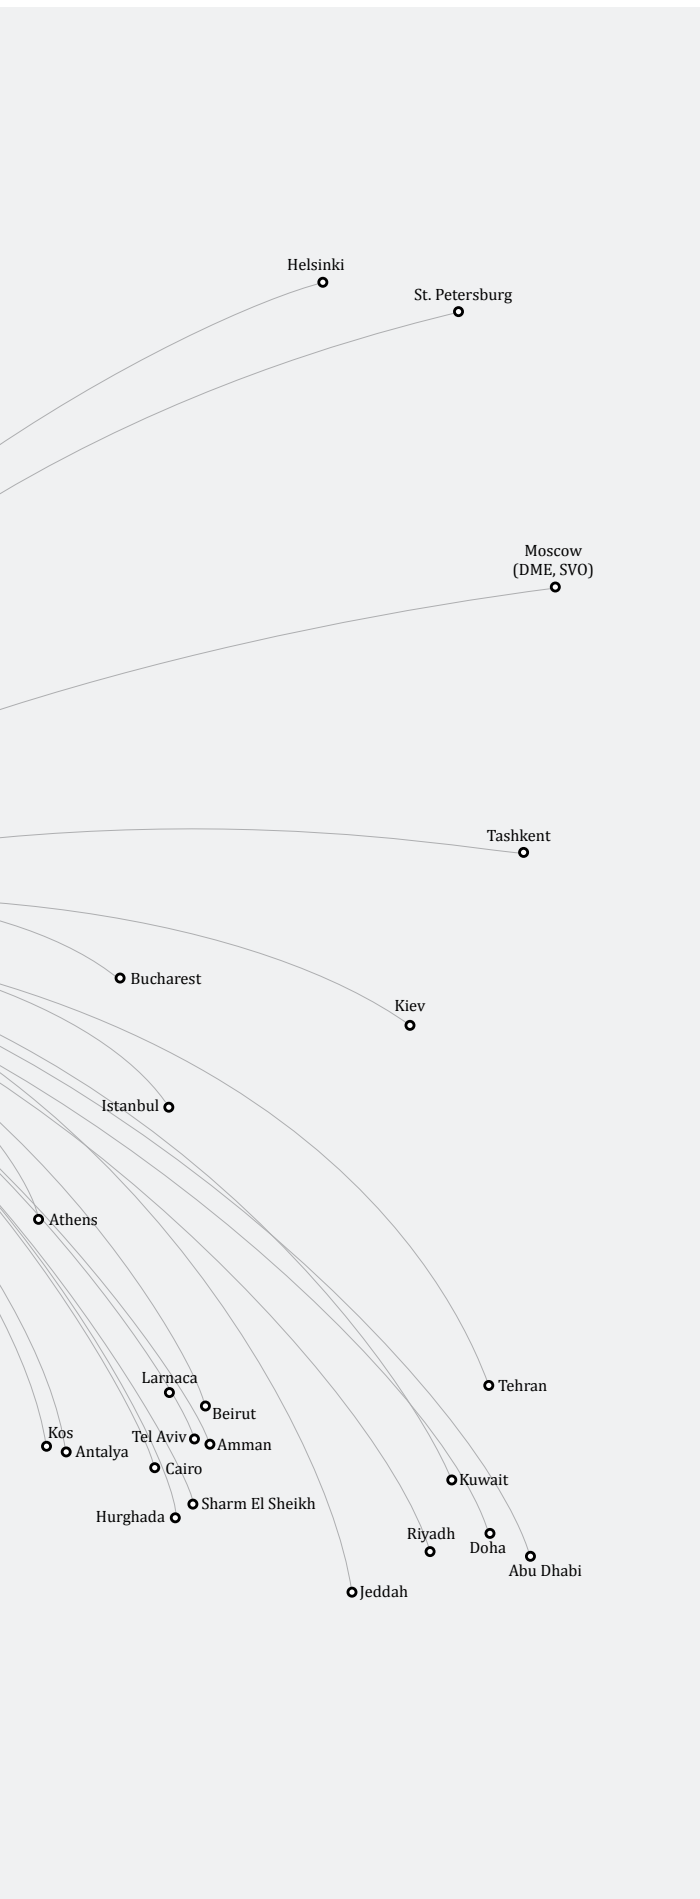 Helsinki
St. Petersburg
Moscow
(DME, SVO)
Tashkent
Bucharest
Kiev
Istanbul
Athens
Larnaca
Tehran
Beirut
Kos
Tel Aviv
Amman
Antalya
Cairo
Kuwait
Sharm El Sheikh
Hurghada
Riyadh
Doha
Abu Dhabi
Jeddah